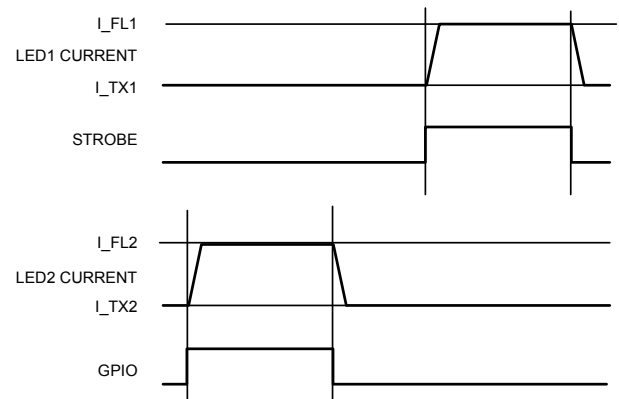 I_FL1
LED1 CURRENT
I_TX1
STROBE
I_FL2
LED2 CURRENT
I_TX2
GPIO